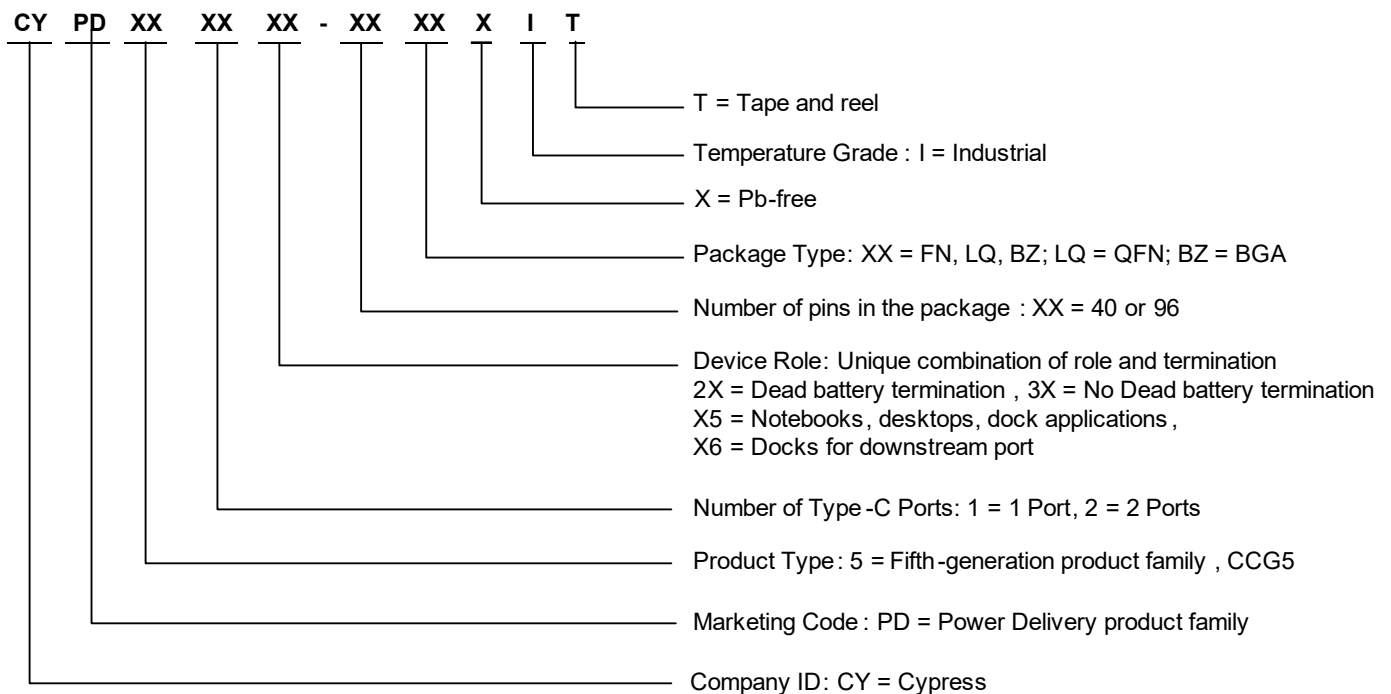 CY PD XX XX XX - XX XX X I T
T = Tape and reel
Temperature Grade : I = Industrial
X = Pb-free
Package Type: XX = FN, LQ, BZ; LQ = QFN; BZ = BGA
Number of pins in the package : XX = 40 or 96
Device Role: Unique combination of role and termination
2X = Dead battery termination , 3X = No Dead battery termination
X5 = Notebooks, desktops, dock applications ,
X6 = Docks for downstream port
Number of Type -C Ports: 1 = 1 Port, 2 = 2 Ports
Product Type: 5 = Fifth-generation product family , CCG5
Marketing Code : PD = Power Delivery product family
Company ID: CY = Cypress